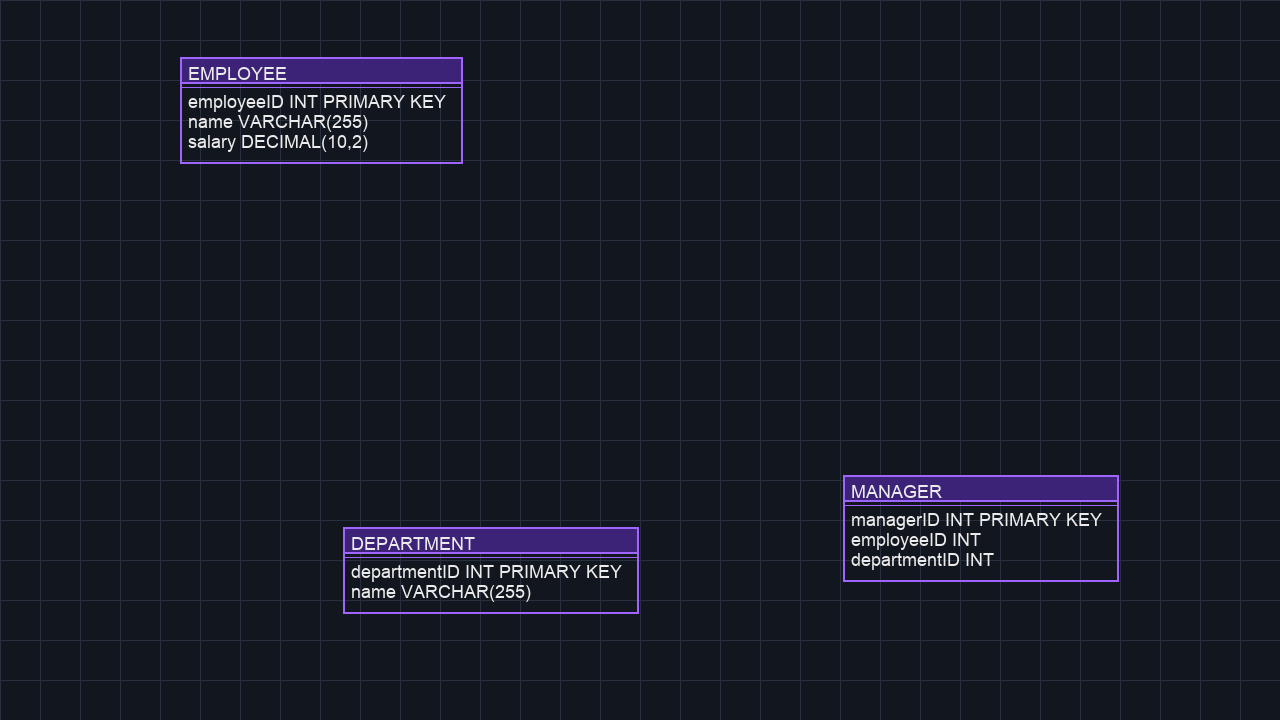 EMPLOYEE
employeeID INT PRIMARY KEY
name VARCHAR(255)
salary DECIMAL(10,2)
DEPARTMENT
departmentID INT PRIMARY KEY
name VARCHAR(255)
MANAGER
managerID INT PRIMARY KEY
employeeID INT
departmentID INT